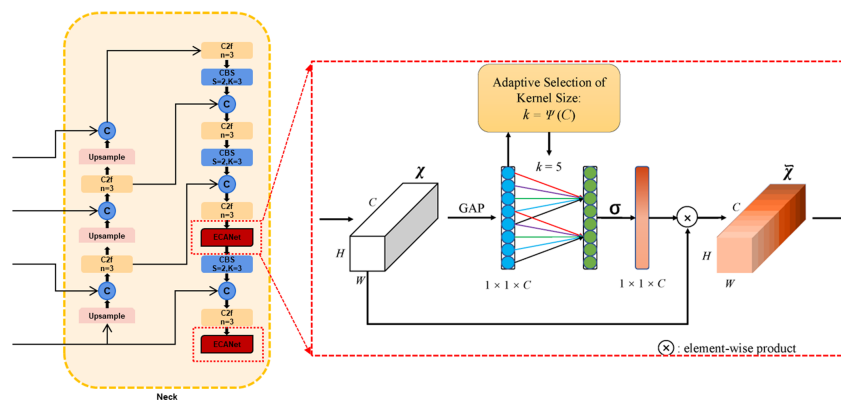 C2f
n=3
CBS
S=2,K=3
C
C2f
n=3
CBS
S=2,K=3
C
C2f
n=3
ECANet
CBS
S=2,K=3
C
C2f
n=3
ECANet
C
Upsample
C2f
n=3
C
Upsample
C2f
n=3
C
Upsample
Neck
Adaptive Selection of
Kernel Size:
k = Ψ (C)
k = 5
χ
C
H
W
GAP
1 × 1 × C
σ
1 × 1 × C
×
χ̃
C
H
W
× : element-wise product